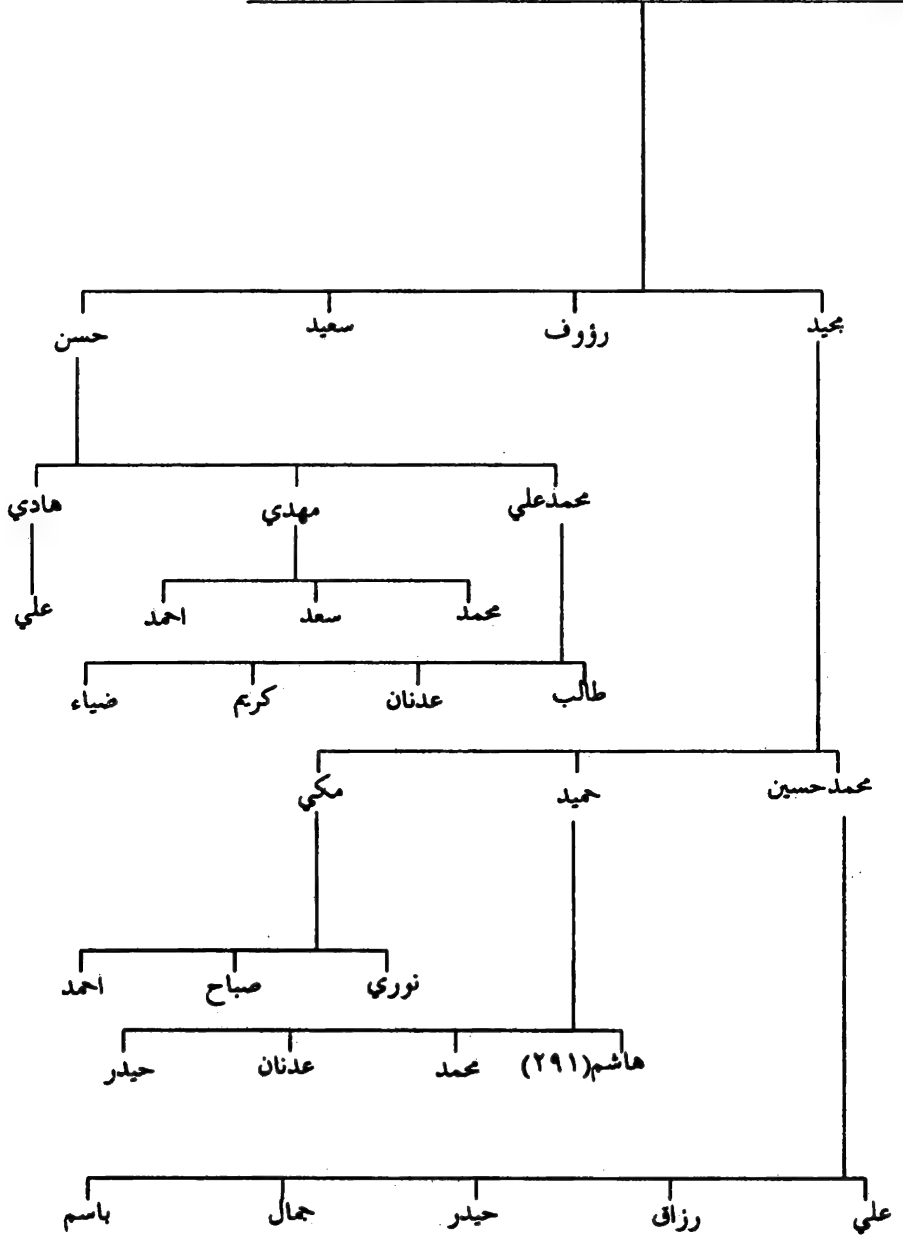 مجيد رؤوف سعيد حسن
محمدعلي مهدي هادي
محمد سعد احمد علي
طالب عدنان كريم ضياء
محمدحسين حميد مكي
نوري صباح احمد
هاشم(٢٩١) محمد عدنان حيدر
علي رزاق حيدر جمال باسم